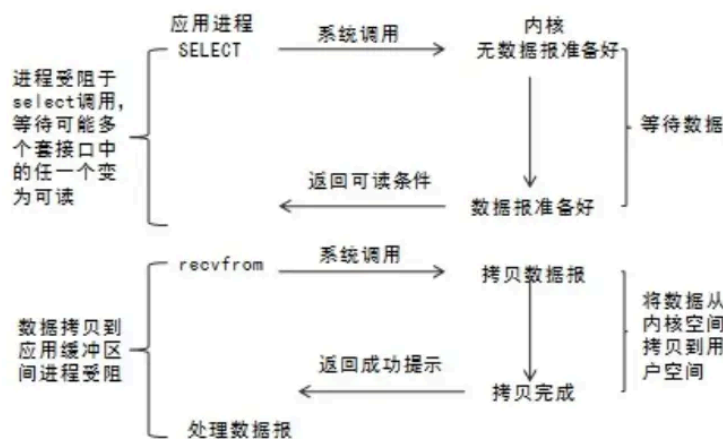 应用进程
系统调用
内核
SELECT
无数据报准备好
进程受阻于
select调用，
等待可能多
个套接口中
的任一个变
为可读
等待数据
返回可读条件
数据报准备好
recvfrom
系统调用
拷贝数据报
数据拷贝到
应用缓冲区
间进程受阻
将数据从
内核空间
拷贝到用
户空间
返回成功提示
拷贝完成
处理数据报